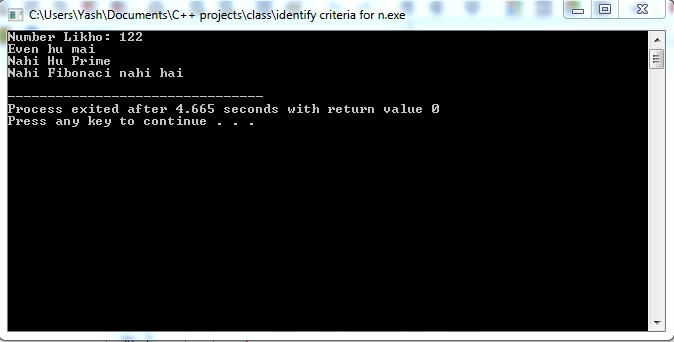 C:\Users\Yash\Documents\C++ projects\class\identify criteria for n.exe
Number Likho: 122
Even hu mai
Nahi Hu Prime
Nahi Fibonaci nahi hai
--------------------------------
Process exited after 4.665 seconds with return value 0
Press any key to continue . . .